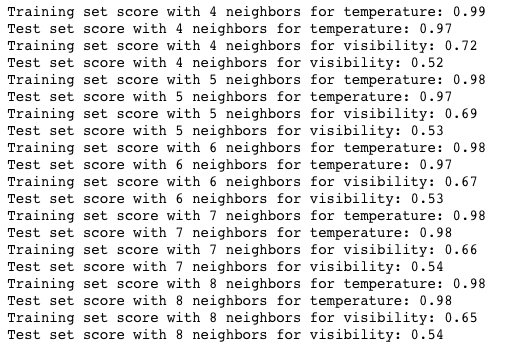 Training set score with 4 neighbors for temperature: 0.99
Test set score with 4 neighbors for temperature: 0.97
Training set score with 4 neighbors for visibility: 0.72
Test set score with 4 neighbors for visibility: 0.52
Training set score with 5 neighbors for temperature: 0.98
Test set score with 5 neighbors for temperature: 0.97
Training set score with 5 neighbors for visibility: 0.69
Test set score with 5 neighbors for visibility: 0.53
Training set score with 6 neighbors for temperature: 0.98
Test set score with 6 neighbors for temperature: 0.97
Training set score with 6 neighbors for visibility: 0.67
Test set score with 6 neighbors for visibility: 0.53
Training set score with 7 neighbors for temperature: 0.98
Test set score with 7 neighbors for temperature: 0.98
Training set score with 7 neighbors for visibility: 0.66
Test set score with 7 neighbors for visibility: 0.54
Training set score with 8 neighbors for temperature: 0.98
Test set score with 8 neighbors for temperature: 0.98
Training set score with 8 neighbors for visibility: 0.65
Test set score with 8 neighbors for visibility: 0.54